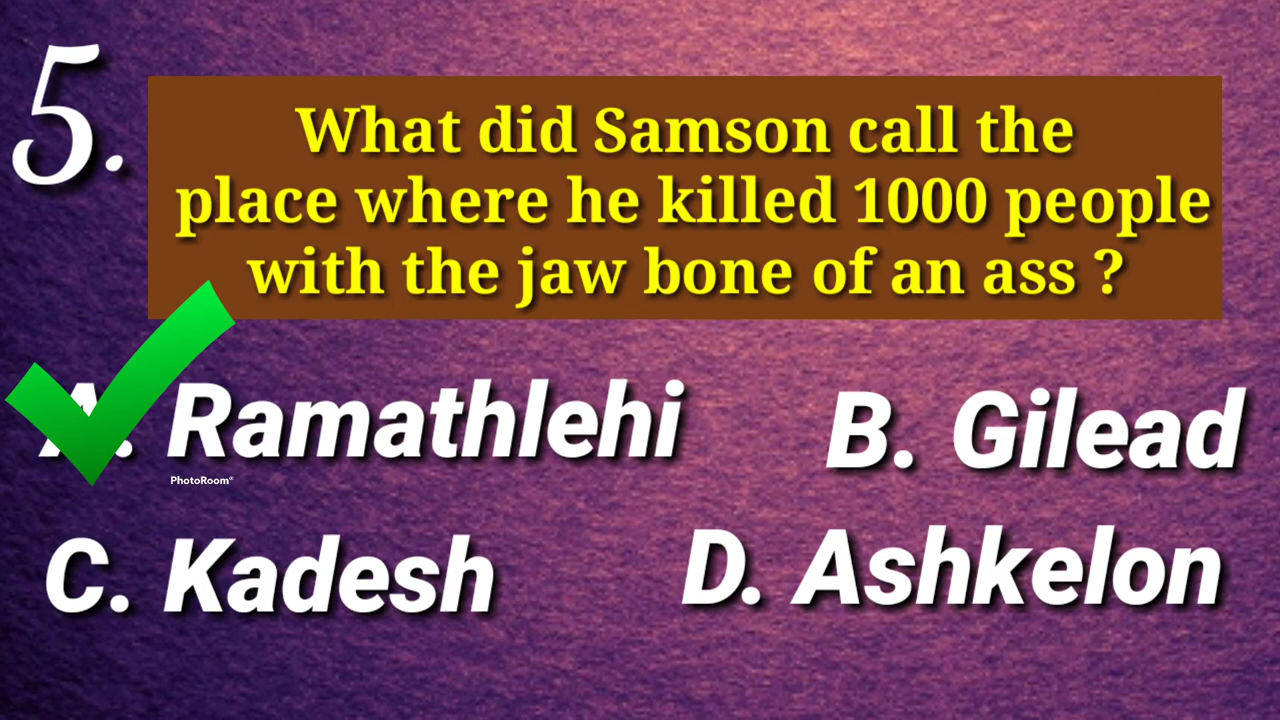 5.
What did Samson call the
place where he killed 1000 people
with the jaw bone of an ass ?
A. Ramathlehi
B. Gilead
PhotoRoom®
C. Kadesh
D. Ashkelon